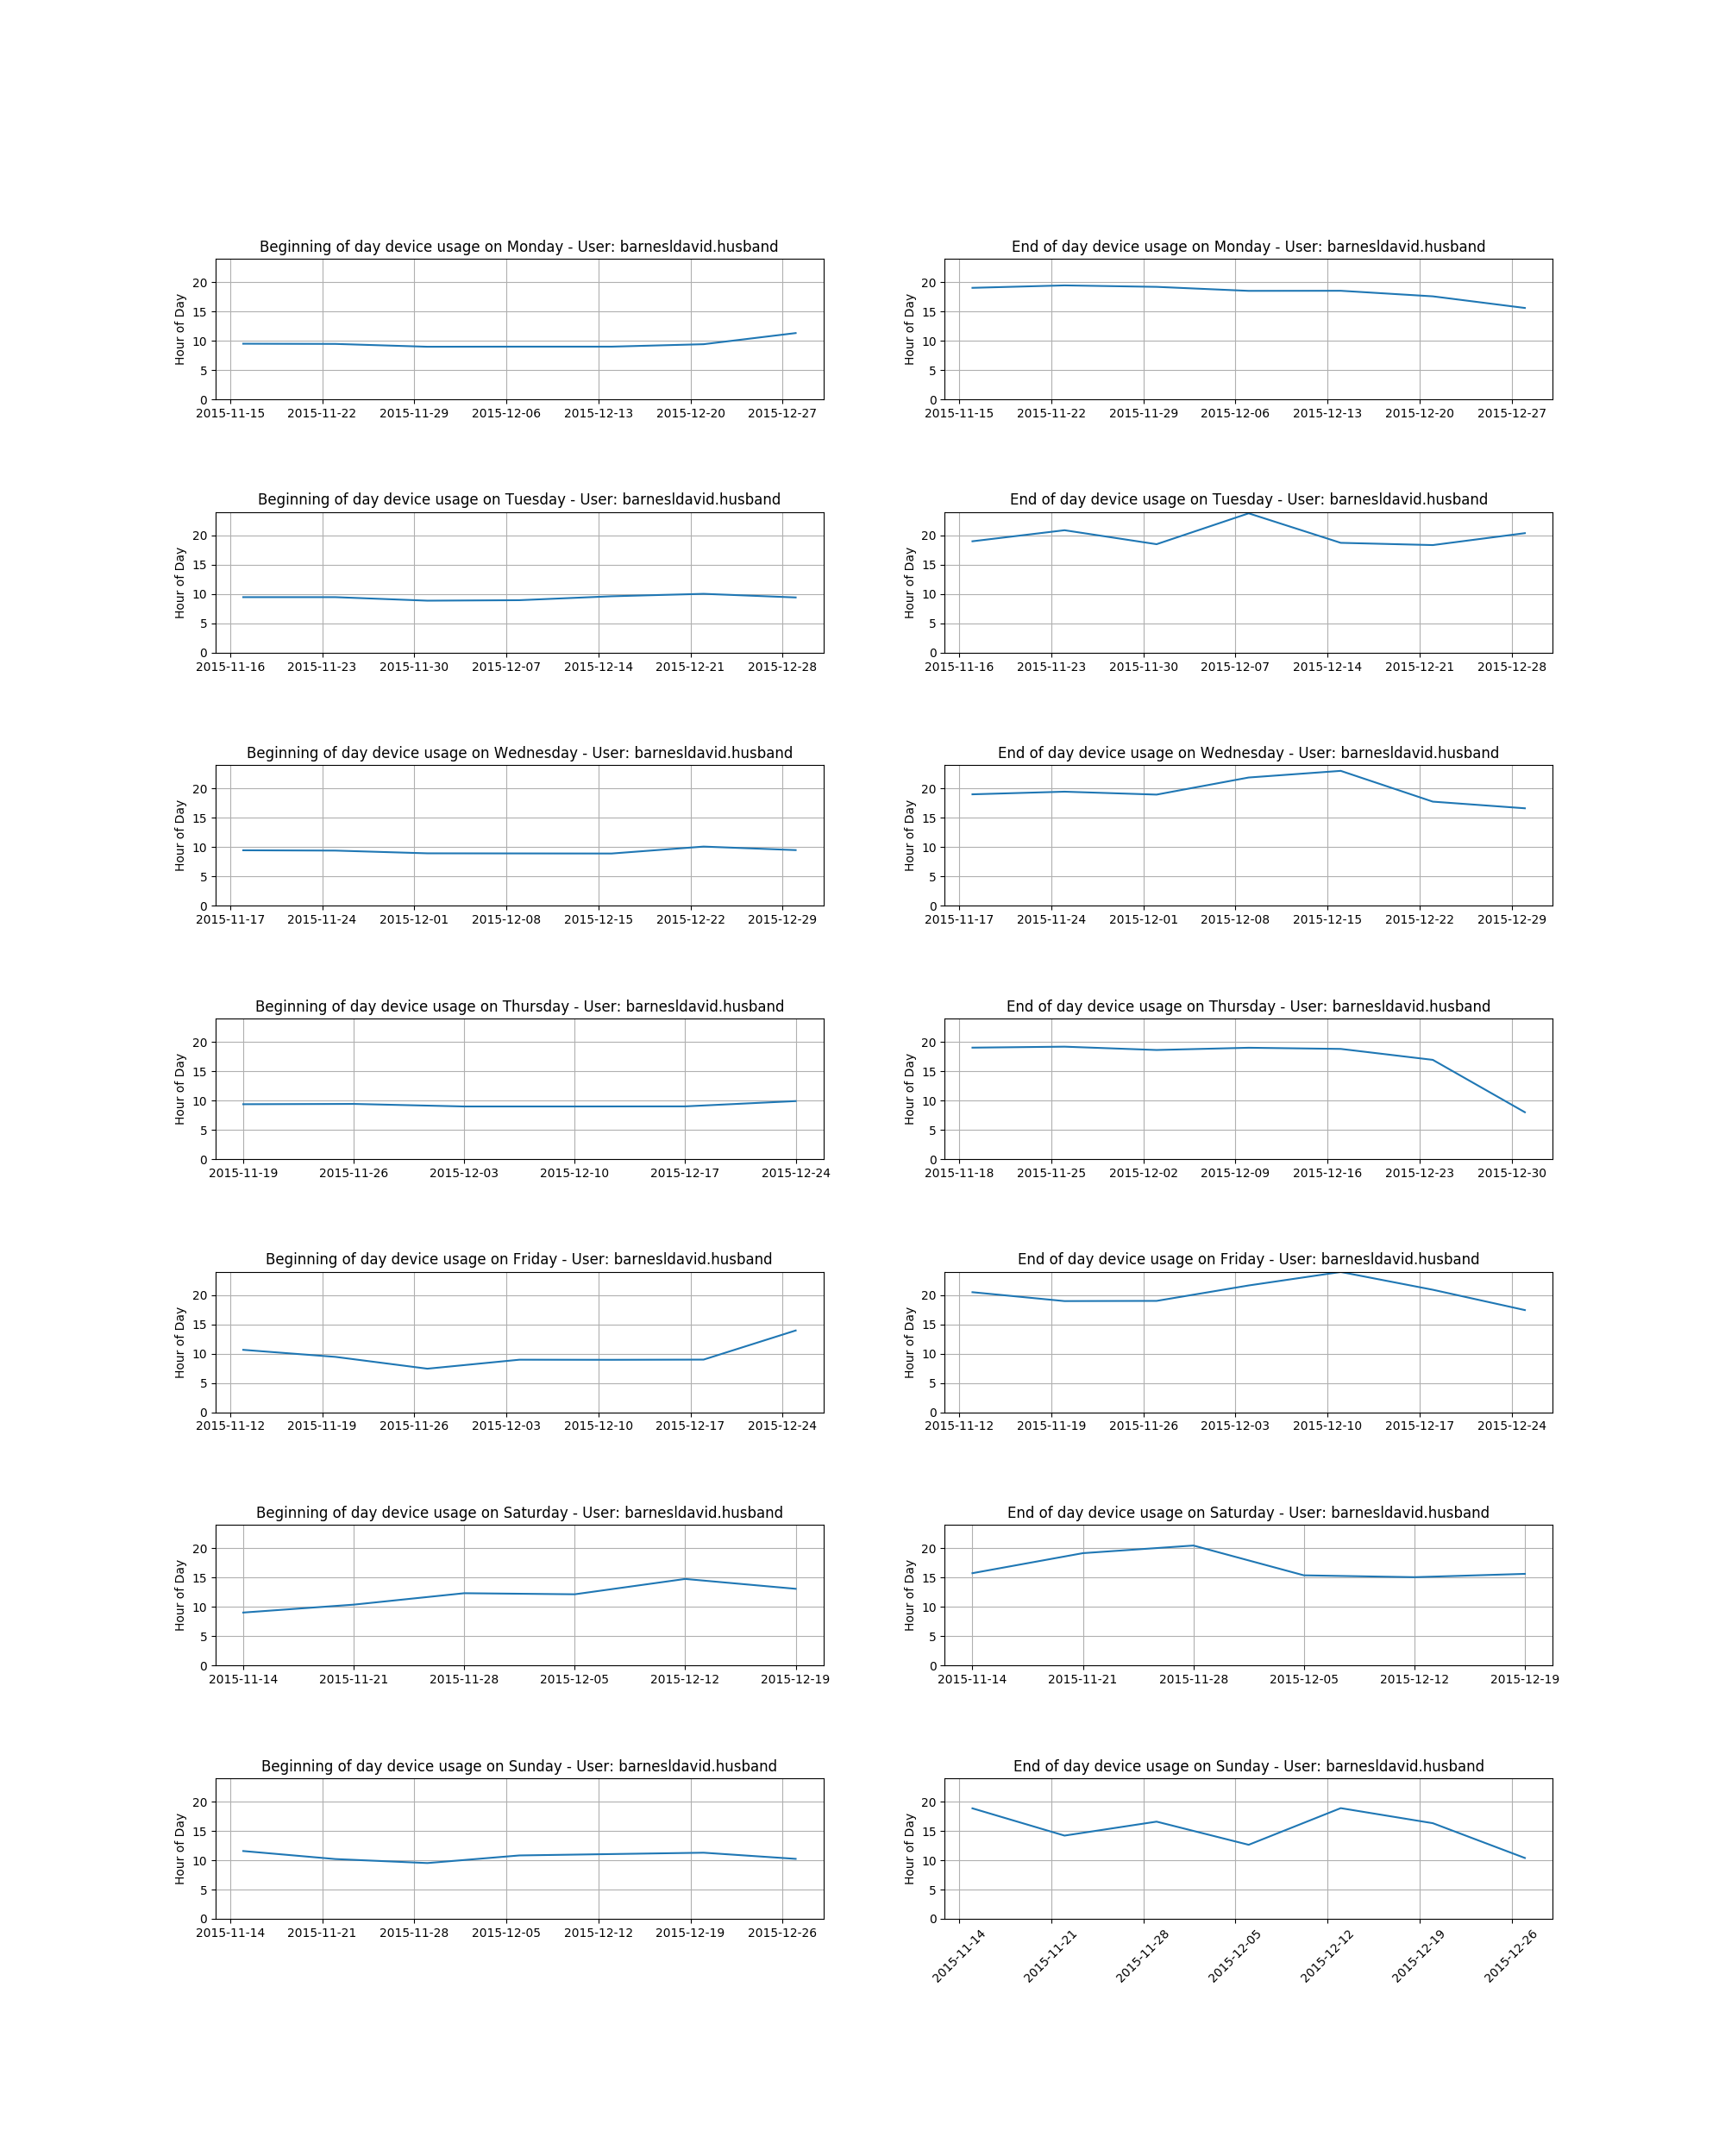 Beginning of day device usage on Monday - User: barnesldavid.husband
Hour of Day
20
15
10
5
0
2015-11-15 2015-11-22 2015-11-29 2015-12-06 2015-12-13 2015-12-20 2015-12-27
End of day device usage on Monday - User: barnesldavid.husband
Hour of Day
20
15
10
5
0
2015-11-15 2015-11-22 2015-11-29 2015-12-06 2015-12-13 2015-12-20 2015-12-27
Beginning of day device usage on Tuesday - User: barnesldavid.husband
Hour of Day
20
15
10
5
0
2015-11-16 2015-11-23 2015-11-30 2015-12-07 2015-12-14 2015-12-21 2015-12-28
End of day device usage on Tuesday - User: barnesldavid.husband
Hour of Day
20
15
10
5
0
2015-11-16 2015-11-23 2015-11-30 2015-12-07 2015-12-14 2015-12-21 2015-12-28
Beginning of day device usage on Wednesday - User: barnesldavid.husband
Hour of Day
20
15
10
5
0
2015-11-17 2015-11-24 2015-12-01 2015-12-08 2015-12-15 2015-12-22 2015-12-29
End of day device usage on Wednesday - User: barnesldavid.husband
Hour of Day
20
15
10
5
0
2015-11-17 2015-11-24 2015-12-01 2015-12-08 2015-12-15 2015-12-22 2015-12-29
Beginning of day device usage on Thursday - User: barnesldavid.husband
Hour of Day
20
15
10
5
0
2015-11-19 2015-11-26 2015-12-03 2015-12-10 2015-12-17 2015-12-24
End of day device usage on Thursday - User: barnesldavid.husband
Hour of Day
20
15
10
5
0
2015-11-18 2015-11-25 2015-12-02 2015-12-09 2015-12-16 2015-12-23 2015-12-30
Beginning of day device usage on Friday - User: barnesldavid.husband
Hour of Day
20
15
10
5
0
2015-11-12 2015-11-19 2015-11-26 2015-12-03 2015-12-10 2015-12-17 2015-12-24
End of day device usage on Friday - User: barnesldavid.husband
Hour of Day
20
15
10
5
0
2015-11-12 2015-11-19 2015-11-26 2015-12-03 2015-12-10 2015-12-17 2015-12-24
Beginning of day device usage on Saturday - User: barnesldavid.husband
Hour of Day
20
15
10
5
0
2015-11-14 2015-11-21 2015-11-28 2015-12-05 2015-12-12 2015-12-19
End of day device usage on Saturday - User: barnesldavid.husband
Hour of Day
20
15
10
5
0
2015-11-14 2015-11-21 2015-11-28 2015-12-05 2015-12-12 2015-12-19
Beginning of day device usage on Sunday - User: barnesldavid.husband
Hour of Day
20
15
10
5
0
2015-11-14 2015-11-21 2015-11-28 2015-12-05 2015-12-12 2015-12-19 2015-12-26
End of day device usage on Sunday - User: barnesldavid.husband
Hour of Day
20
15
10
5
0
2015-11-14 2015-11-21 2015-11-28 2015-12-05 2015-12-12 2015-12-19 2015-12-26